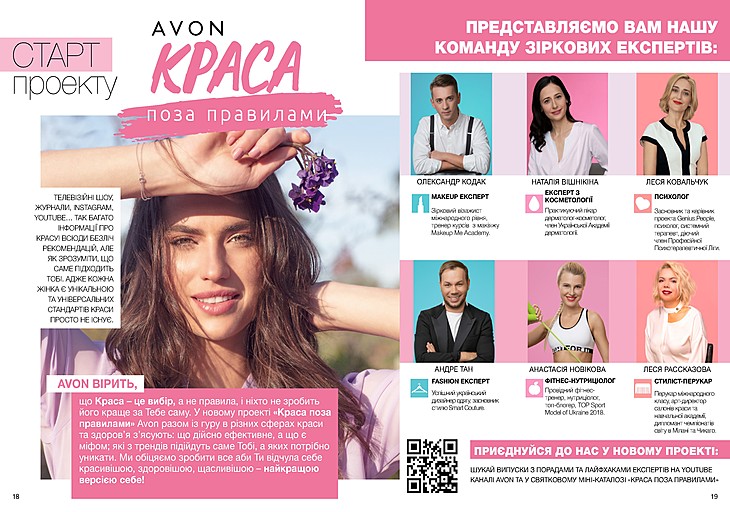 СТАРТ
проекту
AVON
КРАСА
поза правилами
ТЕЛЕВІЗІЙНІ ШОУ,
ЖУРНАЛИ, INSTAGRAM,
YOUTUBE... ТАК БАГАТО
ІНФОРМАЦІЇ ПРО
КРАСУ! ВСЮДИ БЕЗЛІЧ
РЕКОМЕНДАЦІЙ, АЛЕ
ЯК ЗРОЗУМІТИ, ЩО
САМЕ ПІДХОДИТЬ
ТОБІ. АДЖЕ КОЖНА
ЖІНКА Є УНІКАЛЬНОЮ
ТА УНІВЕРСАЛЬНИХ
СТАНДАРТІВ КРАСИ
ПРОСТО НЕ ІСНУЄ.
AVON ВІРИТЬ,
що Краса – це вибір, а не правила, і ніхто не зробить
його краще за Тебе саму. У новому проекті «Краса поза
правилами» Avon разом із гуру в різних сферах краси
та здоров'я з'ясують: що дійсно ефективне, а що є
міфом; які з трендів підійдуть саме Тобі, а яких потрібно
уникати. Ми обіцяємо зробити все аби Ти відчула себе
красивішою, здоровішою, щасливішою – найкращою
версією себе!
18
ПРЕДСТАВЛЯЄМО ВАМ НАШУ
КОМАНДУ ЗІРКОВИХ ЕКСПЕРТІВ:
ОЛЕКСАНДР КОДАК
MAKEUP ЕКСПЕРТ
Зірковий візажист
міжнародного рівня,
тренер курсів з макіяжу
Makeup Me Academy.
НАТАЛІЯ ВІШНІКІНА
ЕКСПЕРТ З
КОСМЕТОЛОГІЇ
Практикуючий лікар
дерматолог-косметолог,
член Української Академії
дерматології.
ЛЕСЯ КОВАЛЬЧУК
ПСИХОЛОГ
Засновник та керівник
проекта Genius.People,
психолог, системний
терапевт, діючий
член Професійної
Психотерапевтичної Ліги.
АНДРЕ ТАН
FASHION ЕКСПЕРТ
Успішний український
дизайнер одягу, засновник
стилю Smart Couture.
АНАСТАСІЯ НОВІКОВА
ФІТНЕС-НУТРИЦІОЛОГ
Провідний фітнес-
тренер, нутриціолог,
топ-блогер, TOP Sport
Model of Ukraine 2018.
ЛЕСЯ РАССКАЗОВА
СТИЛІСТ-ПЕРУКАР
Перукар міжнародного
класу, арт-директор
салонів краси та
навчальної академії,
дипломант чемпіонатів
світу в Мілані та Чикаго.
ПРИЄДНУЙСЯ ДО НАС У НОВОМУ ПРОЕКТІ:
ШУКАЙ ВИПУСКИ З ПОРАДАМИ ТА ЛАЙФХАКАМИ ЕКСПЕРТІВ НА YOUTUBE
КАНАЛІ AVON ТА У СВЯТКОВОМУ МІНІ-КАТАЛОЗІ «КРАСА ПОЗА ПРАВИЛАМИ»
19